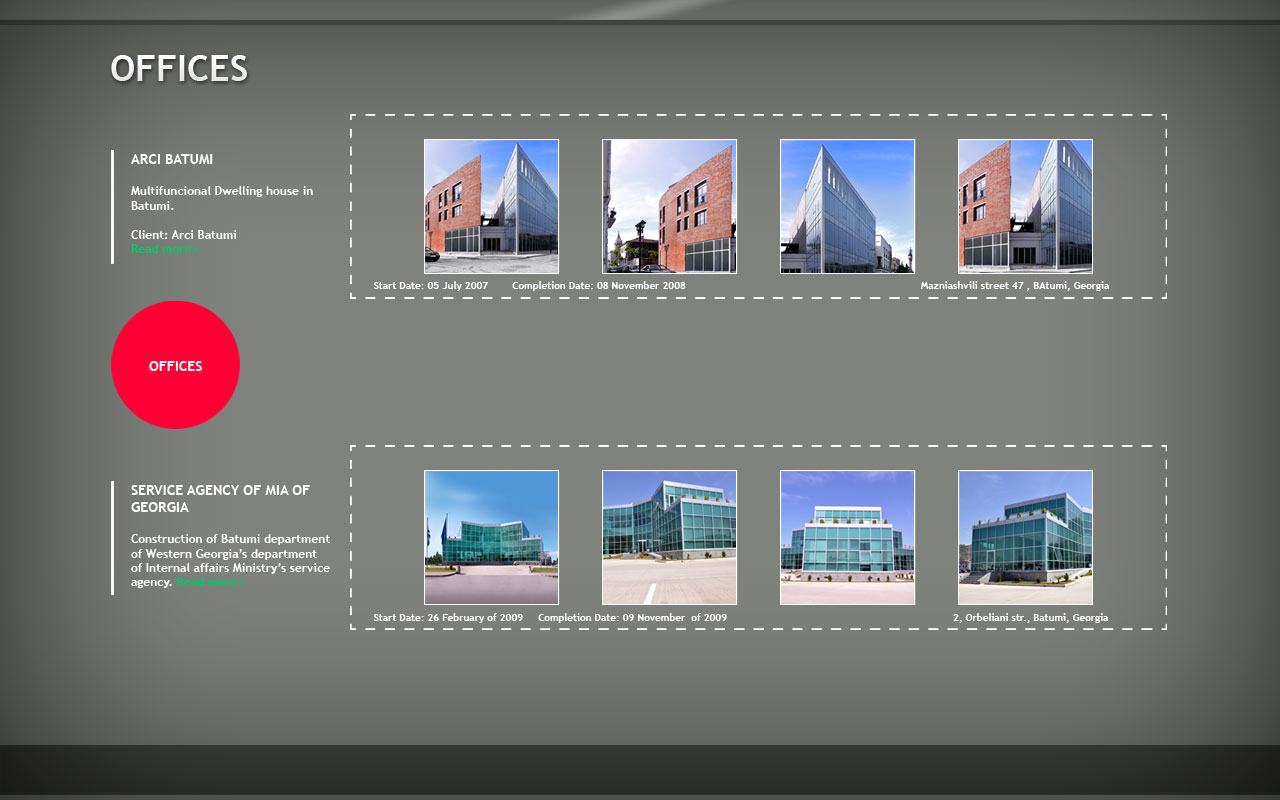 OFFICES
ARCI BATUMI
Multifuncional Dwelling house in
Batumi.
Client: Arci Batumi
Read more>
Start Date: 05 July 2007 Completion Date: 08 November 2008 Mazniashvili street 47 , BAtumi, Georgia
OFFICES
SERVICE AGENCY OF MIA OF
GEORGIA
Construction of Batumi department
of Western Georgia’s department
of Internal affairs Ministry’s service
agency. Read more>
Start Date: 26 February of 2009 Completion Date: 09 November of 2009 2, Orbeliani str., Batumi, Georgia